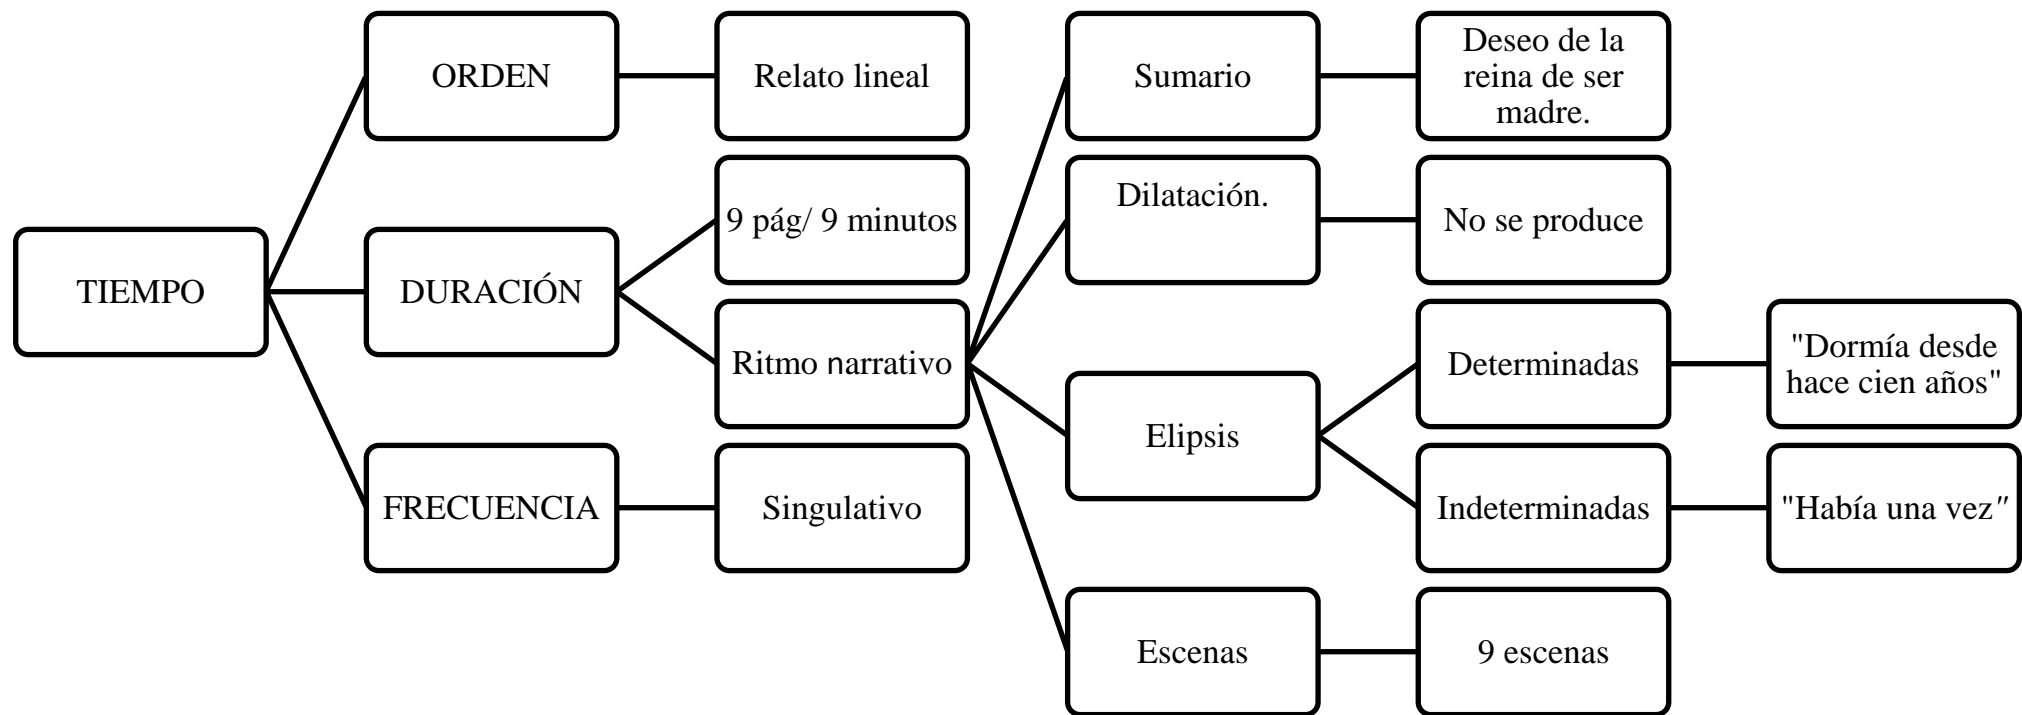 TIEMPO
ORDEN
Relato lineal
DURACIÓN
9 pág/ 9 minutos
Ritmo narrativo
Sumario
Deseo de la
reina de ser
madre.
Dilatación.
No se produce
Elipsis
Determinadas
"Dormía desde
hace cien años"
Indeterminadas
"Había una vez"
Escenas
9 escenas
FRECUENCIA
Singulativo